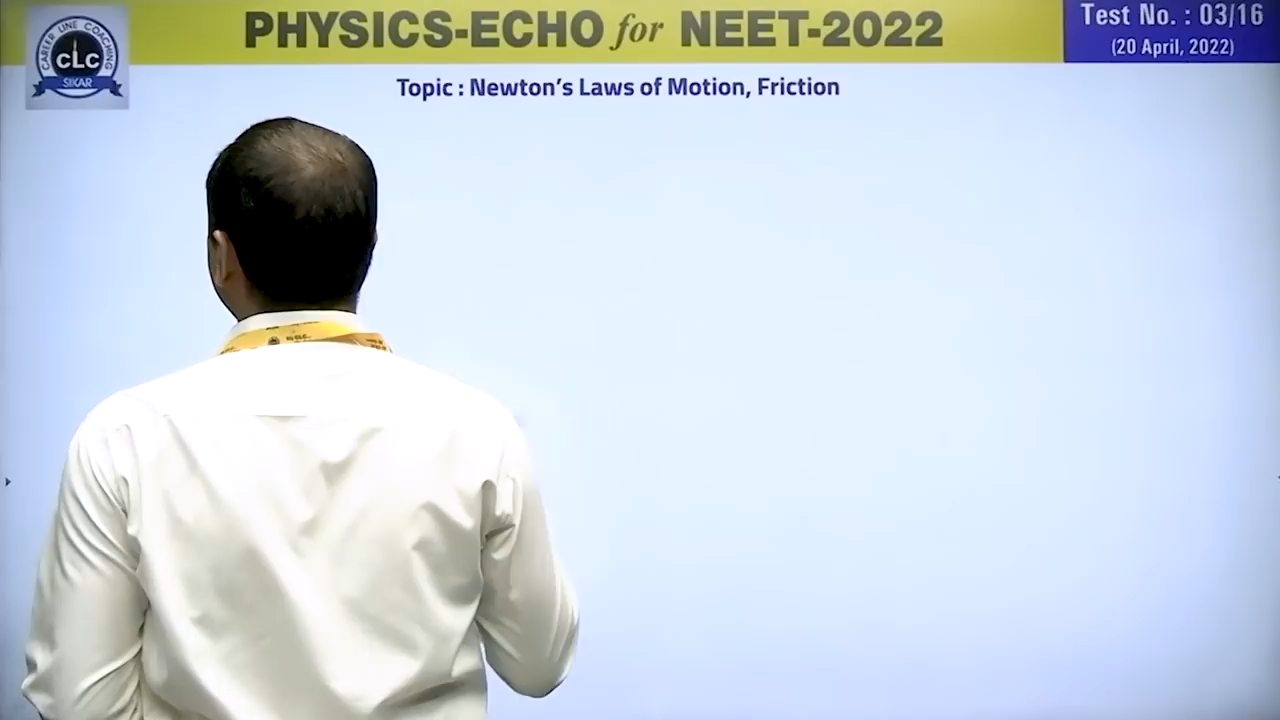 PHYSICS-ECHO for NEET-2022
Test No. : 03/16
(20 April, 2022)
CAREER LINE COACHING
CLC
SIKAR
Topic : Newton's Laws of Motion, Friction